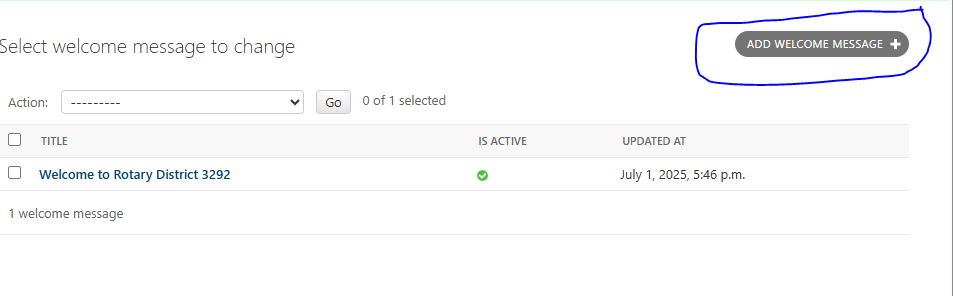 Select welcome message to change
ADD WELCOME MESSAGE +
Action: --------- Go 0 of 1 selected
TITLE IS ACTIVE UPDATED AT
Welcome to Rotary District 3292 July 1, 2025, 5:46 p.m.
1 welcome message